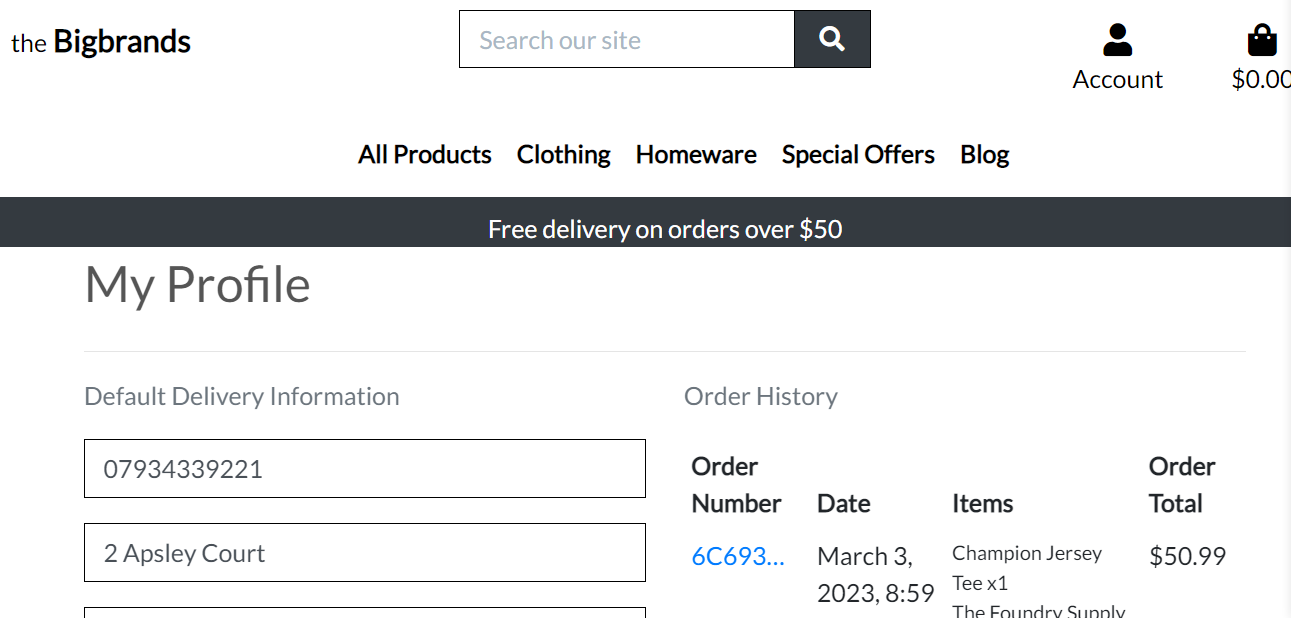 the Bigbrands
Search our site
Account
$0.00
All Products Clothing Homeware Special Offers Blog
Free delivery on orders over $50
My Profile
Default Delivery Information
07934339221
2 Apsley Court
Order History
Order Number Date Items Order Total
6C693... March 3, 2023, 8:59 Champion Jersey Tee x1 $50.99
The Foundry Supply